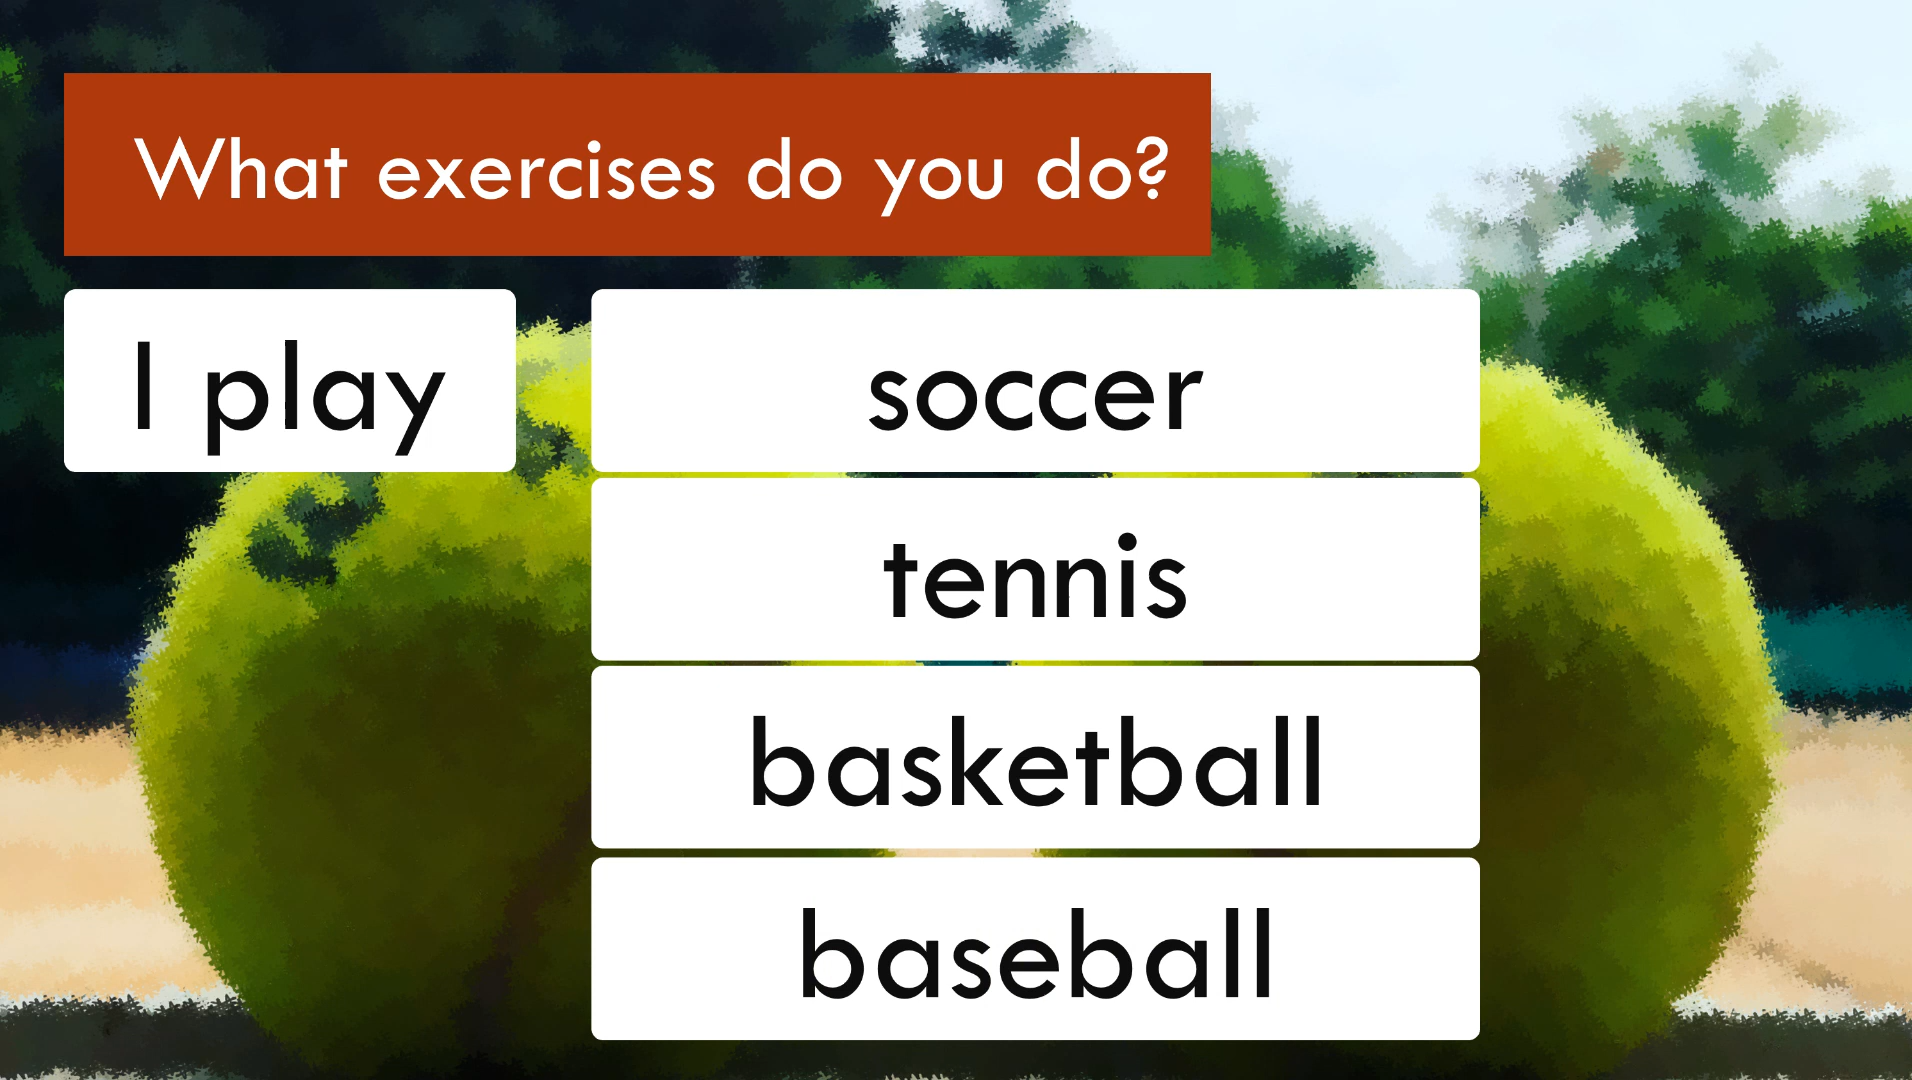 What exercises do you do?
I play
soccer
tennis
basketball
baseball